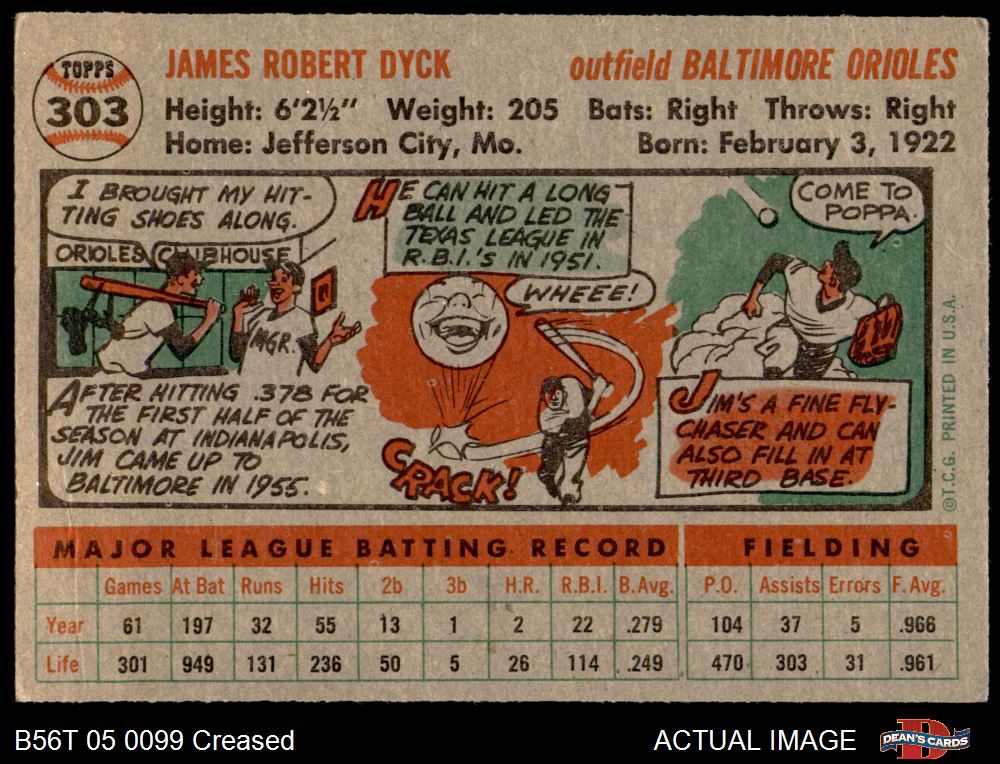 TOPPS
303
JAMES ROBERT DYCK
outfield BALTIMORE ORIOLES
Height: 6'2½" Weight: 205 Bats: Right Throws: Right
Home: Jefferson City, Mo. Born: February 3, 1922
I BROUGHT MY HIT-
TING SHOES ALONG.
ORIOLES CLUBHOUSE
MGR.
AFTER HITTING .378 FOR
THE FIRST HALF OF THE
SEASON AT INDIANAPOLIS,
JIM CAME UP TO
BALTIMORE IN 1955.
HE CAN HIT A LONG
BALL AND LED THE
TEXAS LEAGUE IN
R.B.I.'S IN 1951.
WHEEE!
CRACK!
COME TO
POPPA.
JIM'S A FINE FLY-
CHASER AND CAN
ALSO FILL IN AT
THIRD BASE.
©T.C.G. PRINTED IN U.S.A.
MAJOR LEAGUE BATTING RECORD FIELDING
Games At Bat Runs Hits 2b 3b H.R. R.B.I. B.Avg. P.O. Assists Errors F.Avg.
Year 61 197 32 55 13 1 2 22 .279 104 37 5 .966
Life 301 949 131 236 50 5 26 114 .249 470 303 31 .961
B56T 05 0099 Creased
ACTUAL IMAGE
D
DEAN'S CARDS